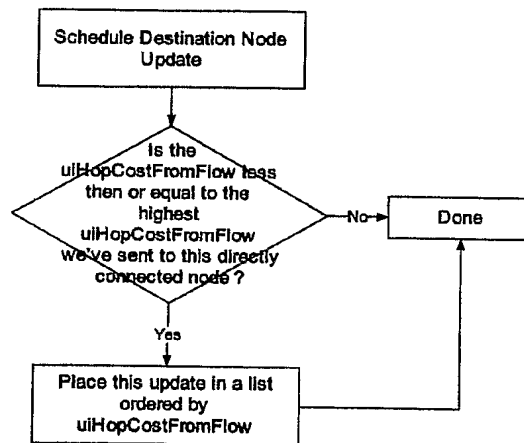 Schedule Destination Node
Update
Is the
uiHopCostFromFlow less
then or equal to the
highest
uiHopCostFromFlow
we've sent to this directly
connected node ?
No
Done
Yes
Place this update in a list
ordered by
uiHopCostFromFlow